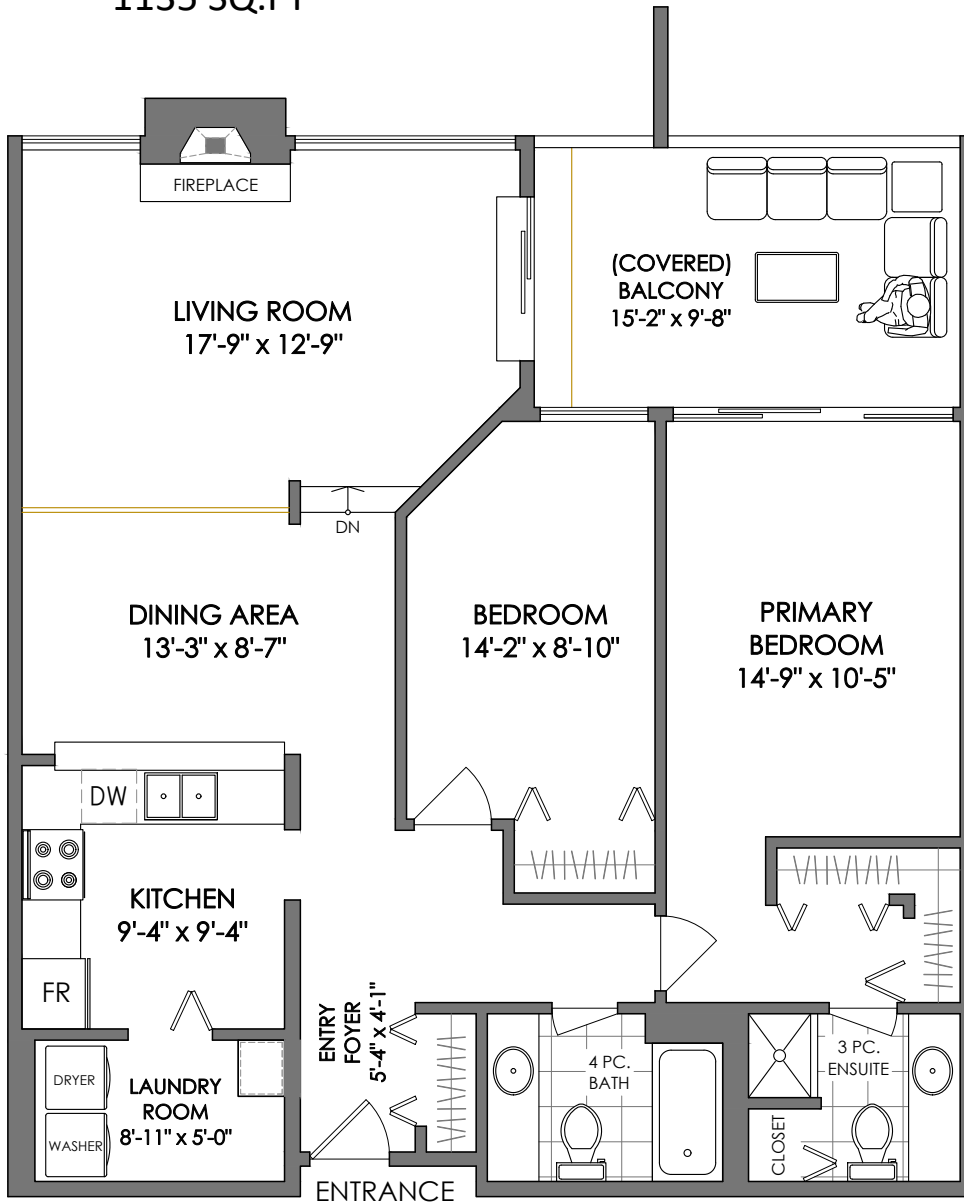 1135 SQ.FT
FIREPLACE
LIVING ROOM
17'-9" x 12'-9"
(COVERED)
BALCONY
15'-2" x 9'-8"
DN
DINING AREA
13'-3" x 8'-7"
BEDROOM
14'-2" x 8'-10"
PRIMARY
BEDROOM
14'-9" x 10'-5"
DW
KITCHEN
9'-4" x 9'-4"
FR
ENTRY
FOYER
5'-4" x 4'-1"
DRYER
WASHER
LAUNDRY
ROOM
8'-11" x 5'-0"
4 PC.
BATH
3 PC.
ENSUITE
CLOSET
ENTRANCE